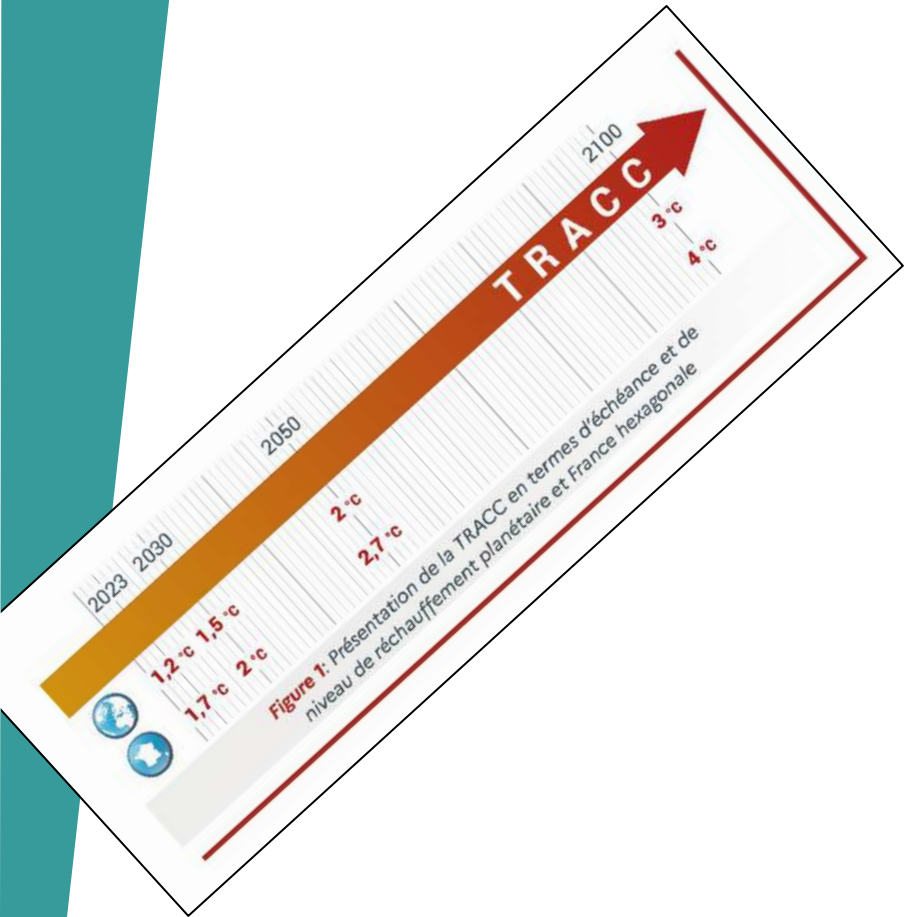 2023 2030 2050 2100
TRACC
1,2 °C 1,5 °C 2 °C 3 °C
1,7 °C 2 °C 2,7 °C 4 °C
Figure 1: Présentation de la TRACC en termes d'échéance et de
niveau de réchauffement planétaire et France hexagonale